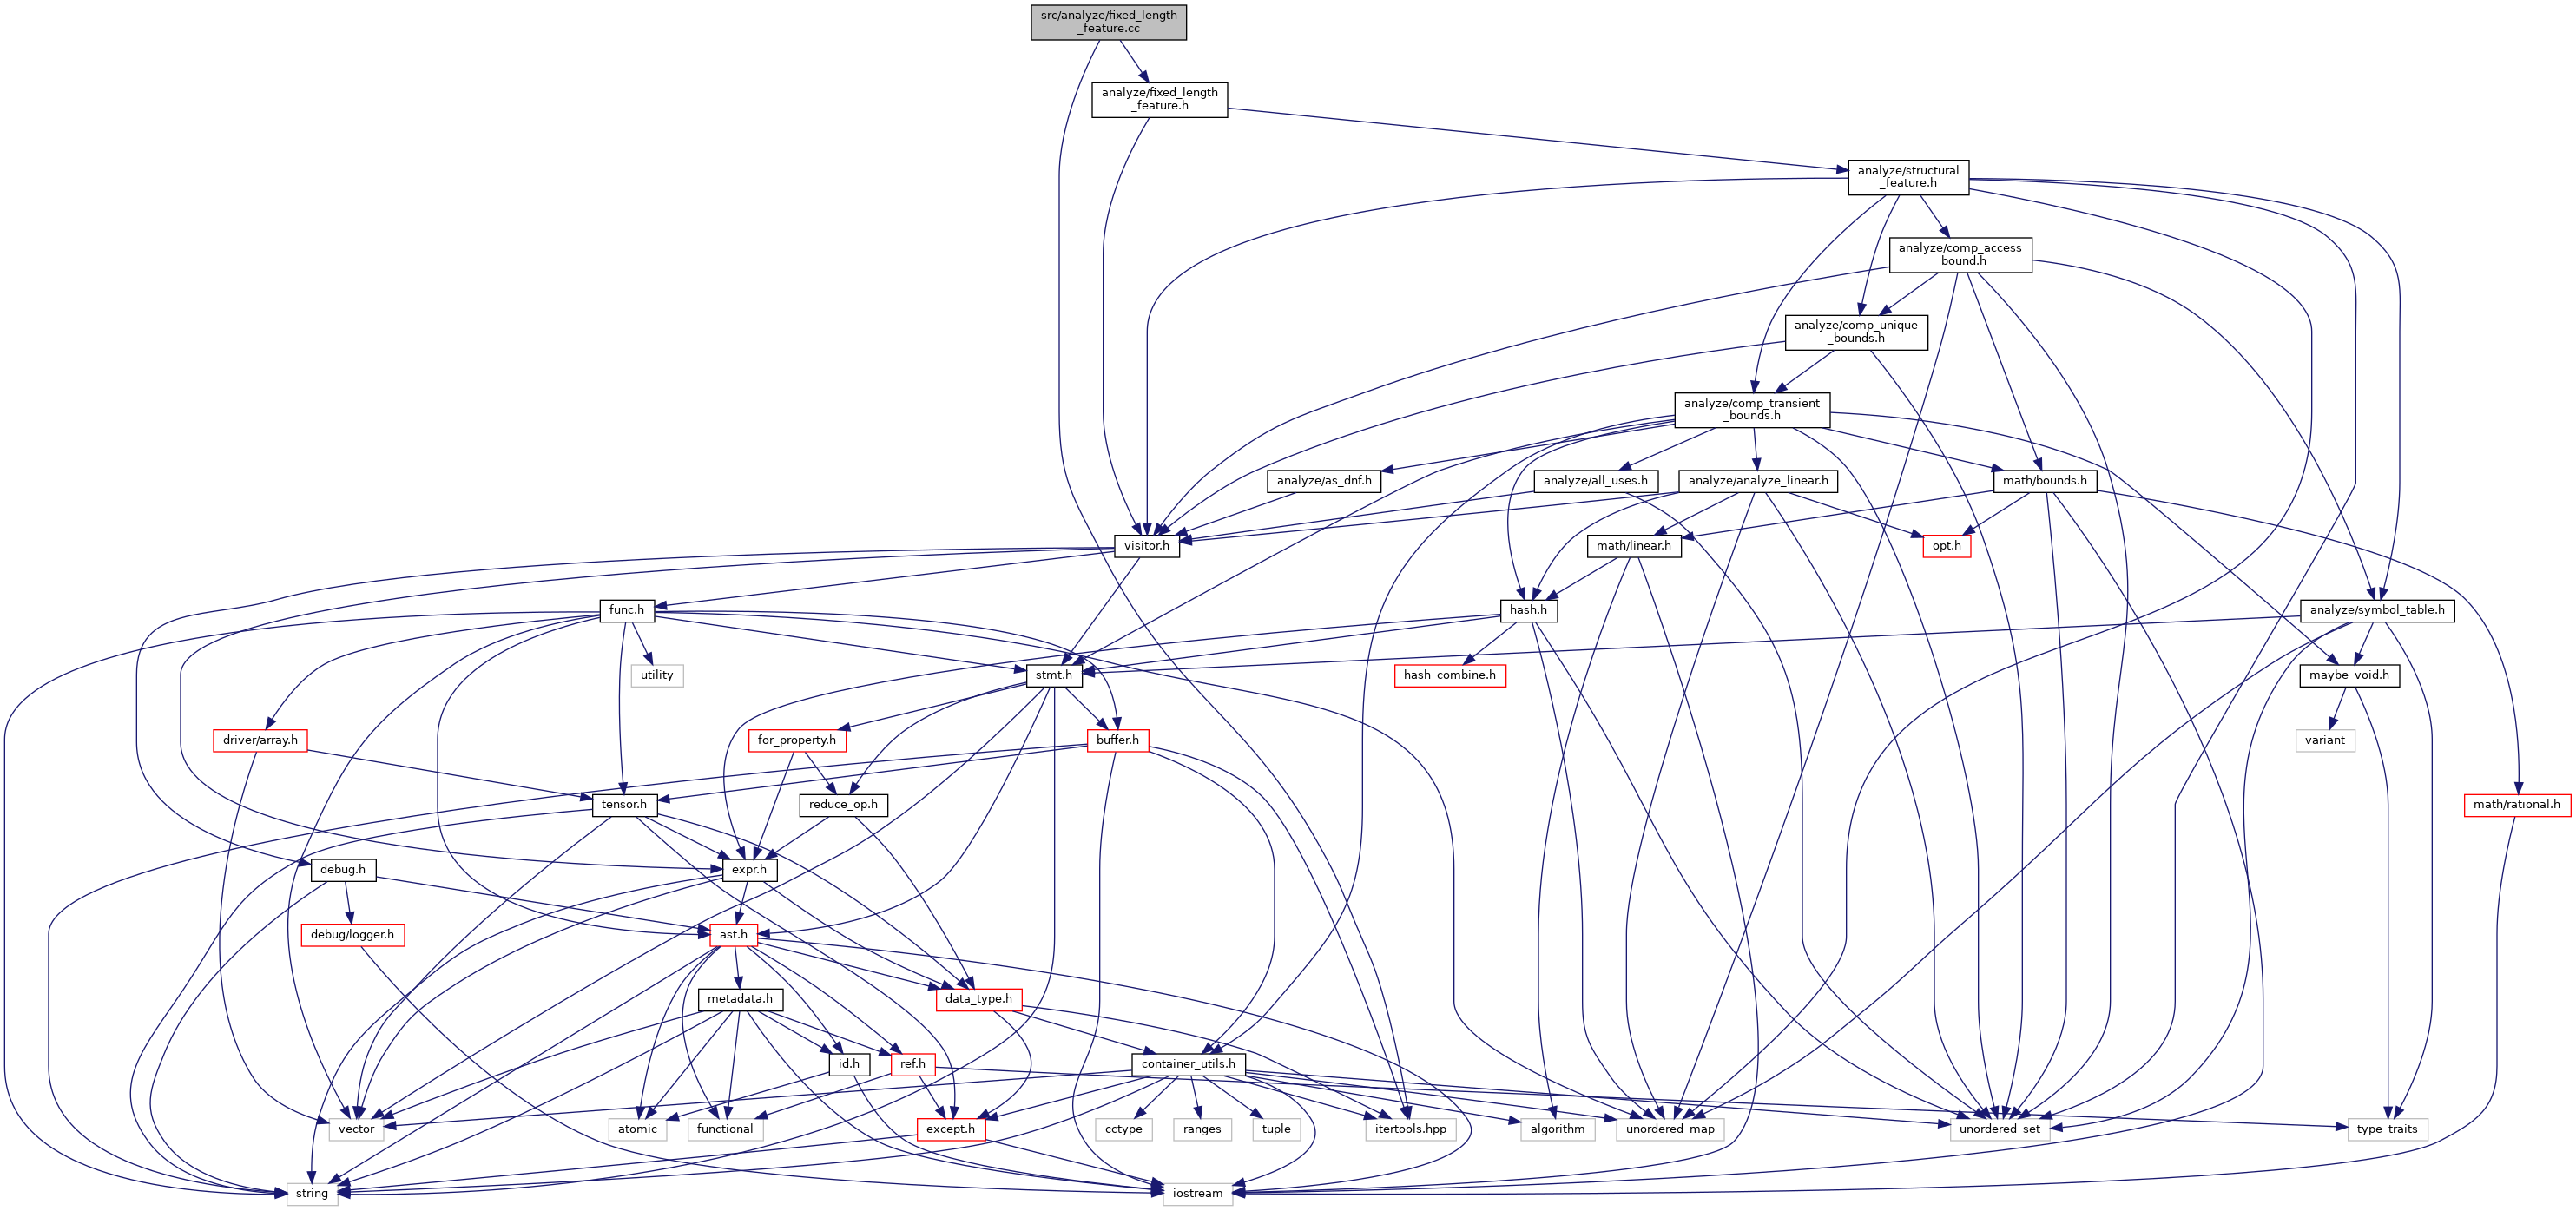 src/analyze/fixed_length
_feature.cc
analyze/fixed_length
_feature.h
analyze/structural
_feature.h
analyze/comp_access
_bound.h
analyze/comp_unique
_bounds.h
analyze/comp_transient
_bounds.h
analyze/as_dnf.h
analyze/all_uses.h
analyze/analyze_linear.h
math/bounds.h
visitor.h
math/linear.h
opt.h
func.h
hash.h
analyze/symbol_table.h
utility
stmt.h
hash_combine.h
maybe_void.h
driver/array.h
for_property.h
buffer.h
variant
tensor.h
reduce_op.h
math/rational.h
debug.h
expr.h
debug/logger.h
ast.h
metadata.h
data_type.h
id.h
ref.h
container_utils.h
vector
atomic
functional
except.h
cctype
ranges
tuple
itertools.hpp
algorithm
unordered_map
unordered_set
type_traits
string
iostream